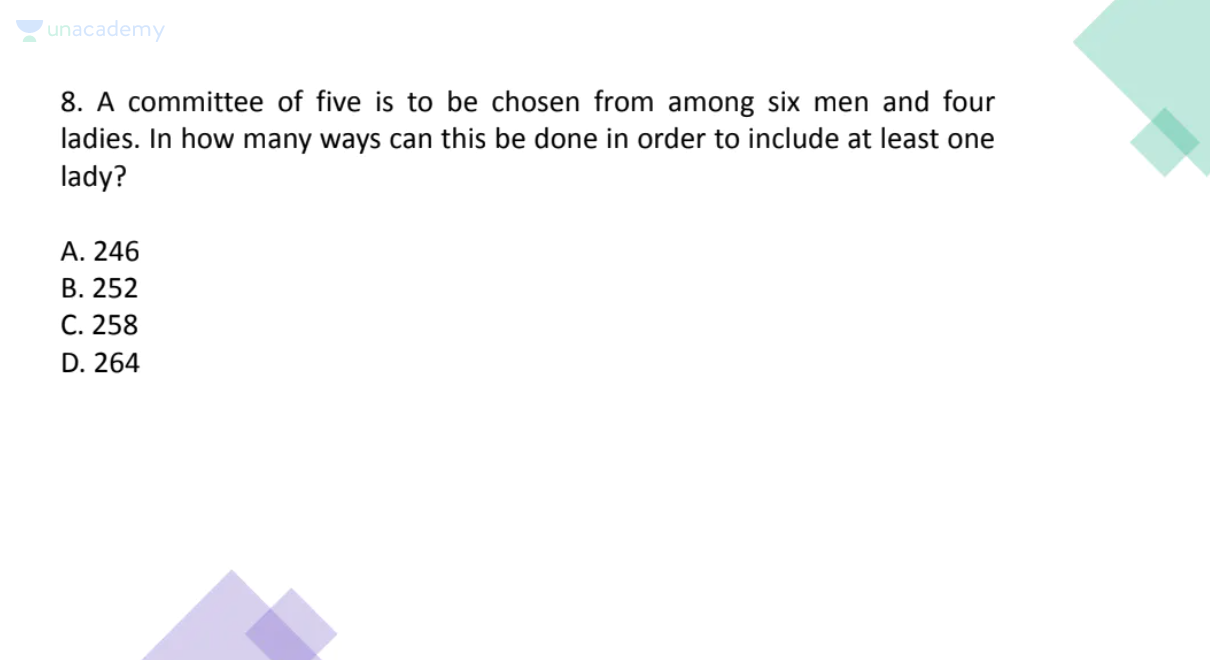 unacademy
8. A committee of five is to be chosen from among six men and four
ladies. In how many ways can this be done in order to include at least one
lady?
A. 246
B. 252
C. 258
D. 264